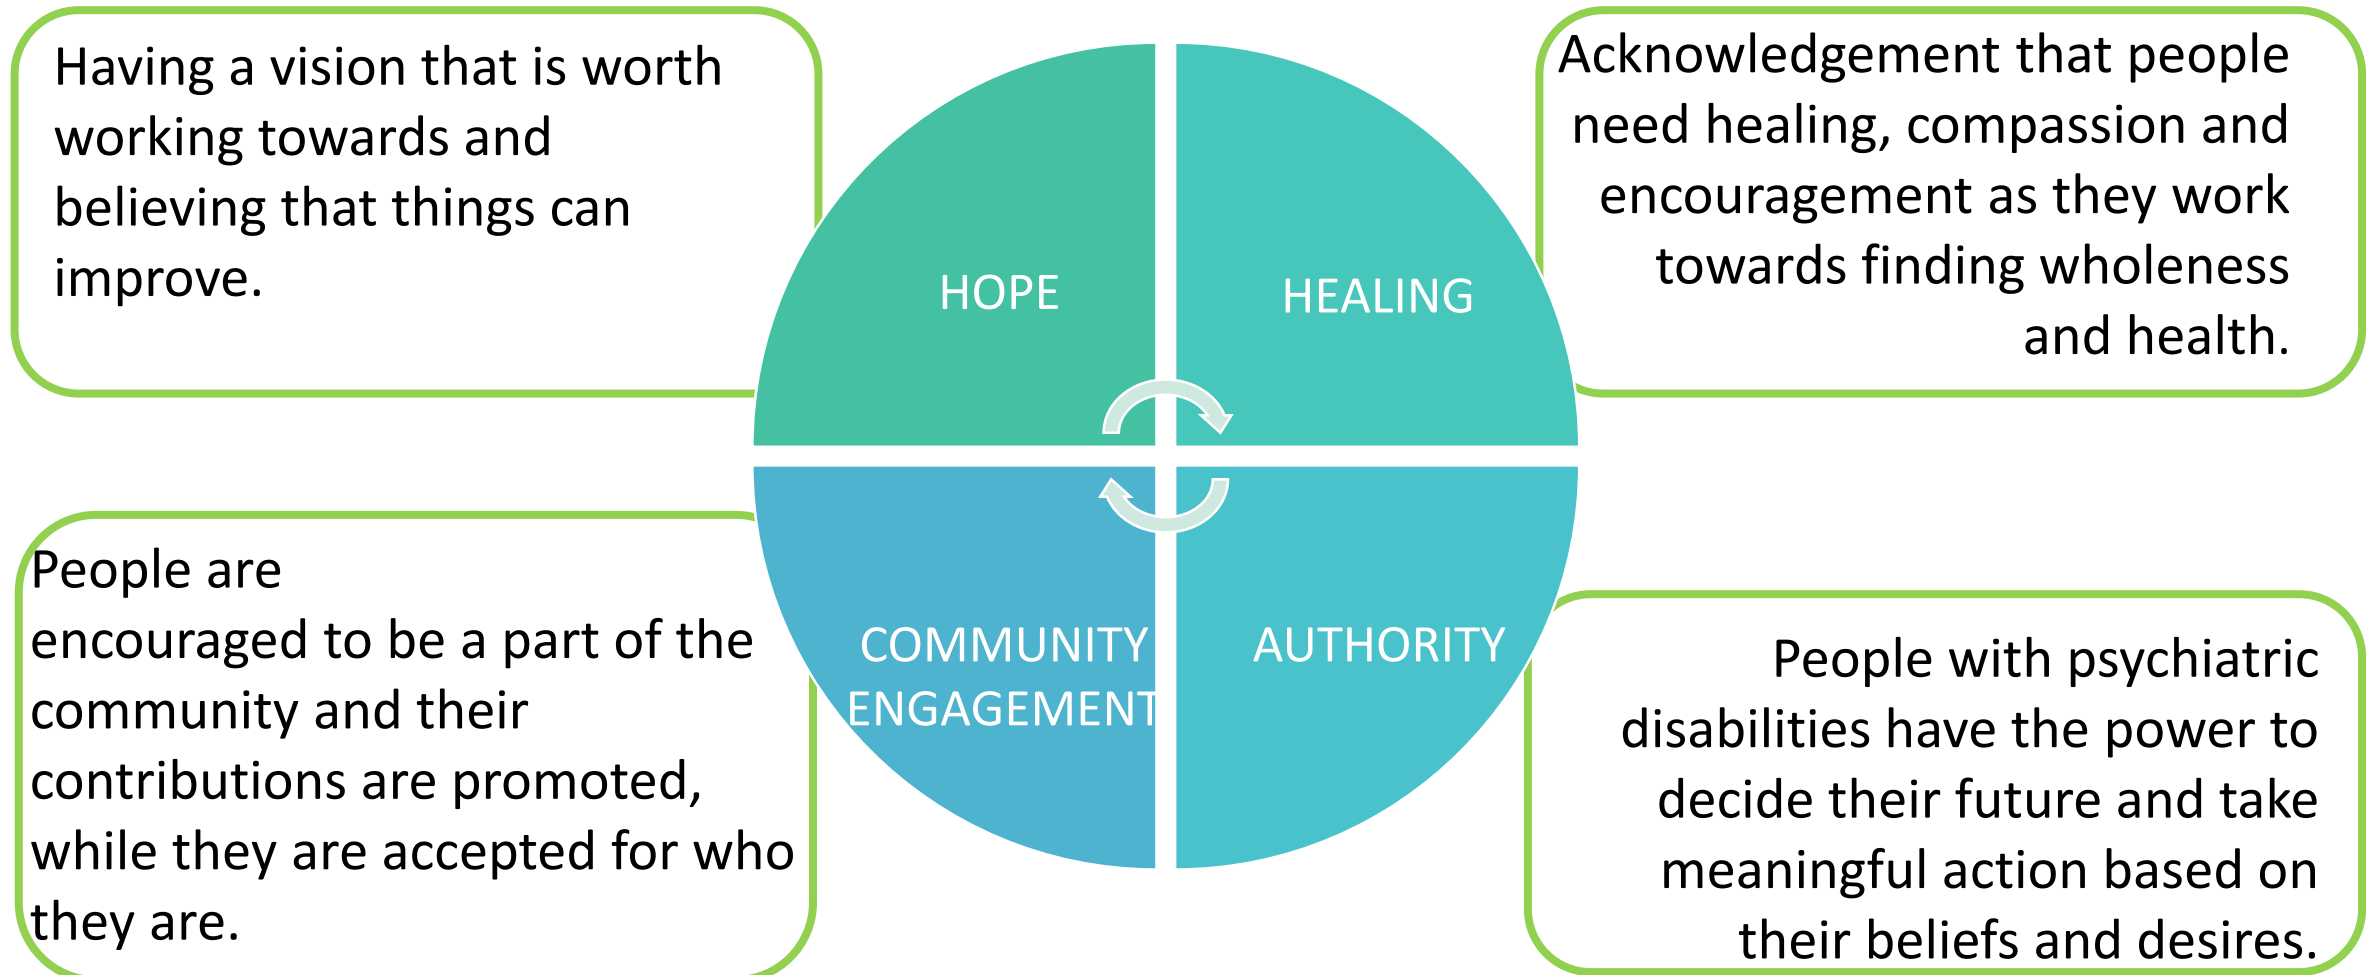 Having a vision that is worth
working towards and
believing that things can
improve.
HOPE
HEALING
Acknowledgement that people
need healing, compassion and
encouragement as they work
towards finding wholeness
and health.
People are
encouraged to be a part of the
community and their
contributions are promoted,
while they are accepted for who
they are.
COMMUNITY
ENGAGEMENT
AUTHORITY
People with psychiatric
disabilities have the power to
decide their future and take
meaningful action based on
their beliefs and desires.